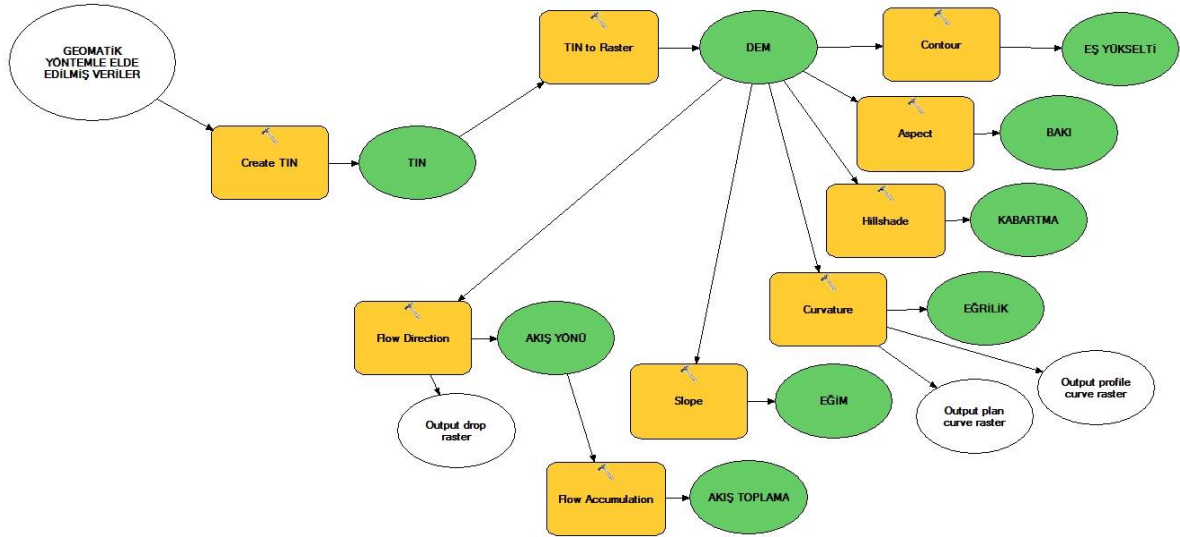 GEOMATİK
YÖNTEMLE ELDE
EDİLMİŞ VERİLER
Create TIN
TIN
TIN to Raster
DEM
Contour
EŞ YÜKSELTİ
Aspect
BAKI
Hillshade
KABARTMA
Curvature
EĞRİLİK
Output profile
curve raster
Output plan
curve raster
Flow Direction
AKIŞ YÖNÜ
Output drop
raster
Slope
EĞİM
Flow Accumulation
AKIŞ TOPLAMA